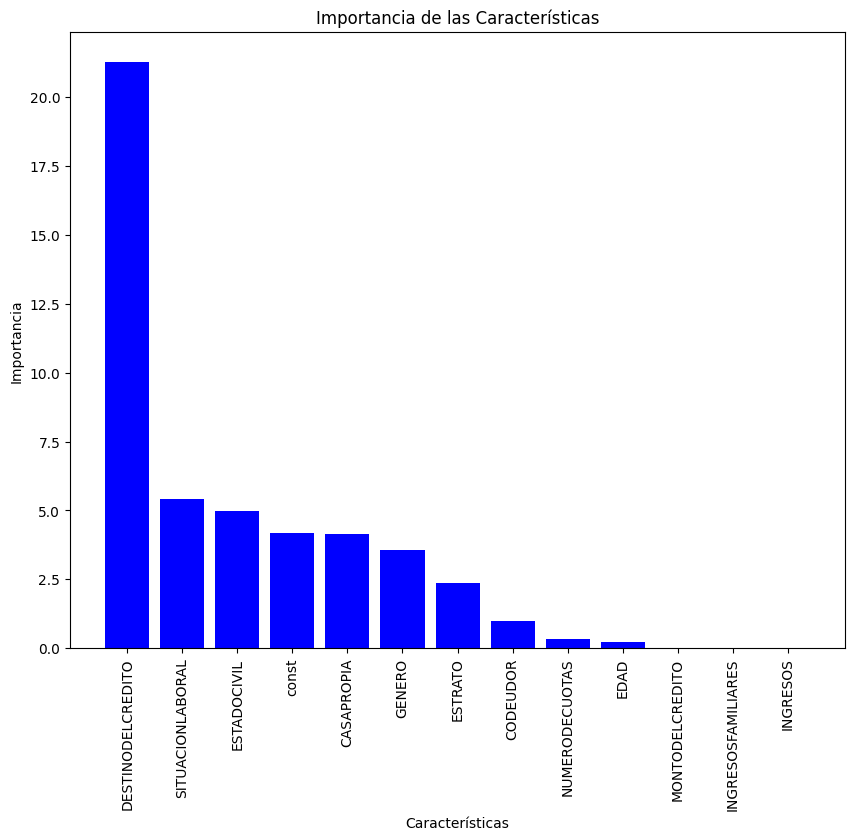 Importancia de las Características
20.0
17.5
15.0
12.5
10.0
7.5
5.0
2.5
0.0
Importancia
DESTINODELCREDITO
SITUACIONLABORAL
ESTADOCIVIL
const
CASAPROPIA
GENERO
ESTRATO
CODEUDOR
NUMERODECUOTAS
EDAD
MONTODELCREDITO
INGRESOSFAMILIARES
INGRESOS
Características